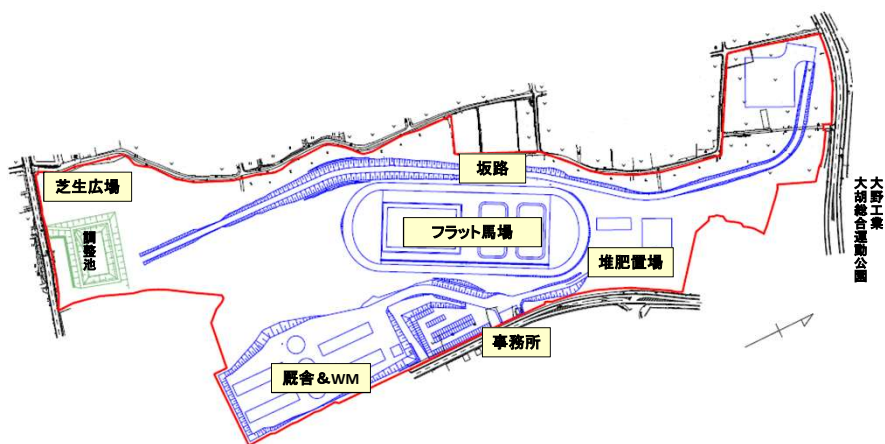 芝生広場
調整池
坂路
フラット馬場
堆肥置場
事務所
厩舎＆WM
大野工業
大胡総合運動公園